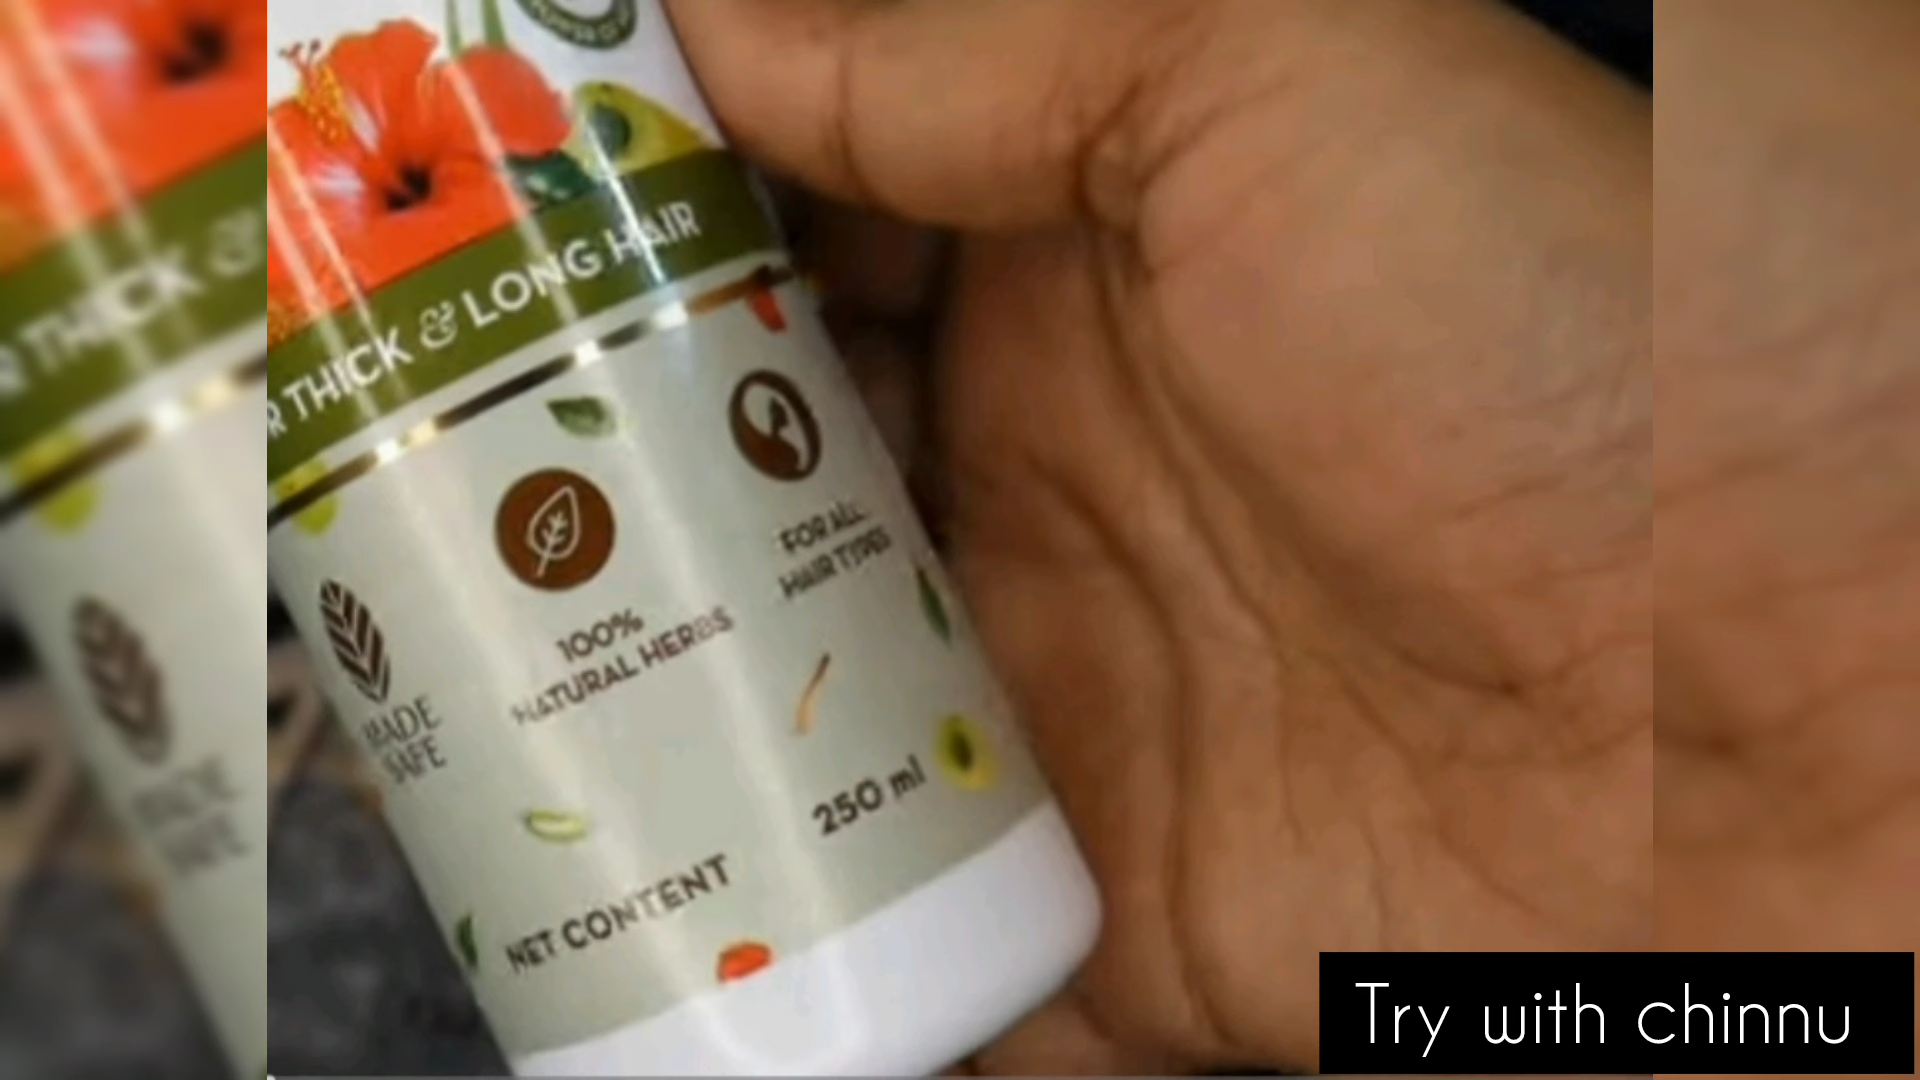 R THICK & LONG HAIR
MADE
SAFE
100%
NATURAL HERBS
FOR ALL
HAIR TYPES
NET CONTENT
250 ml
Try with chinnu